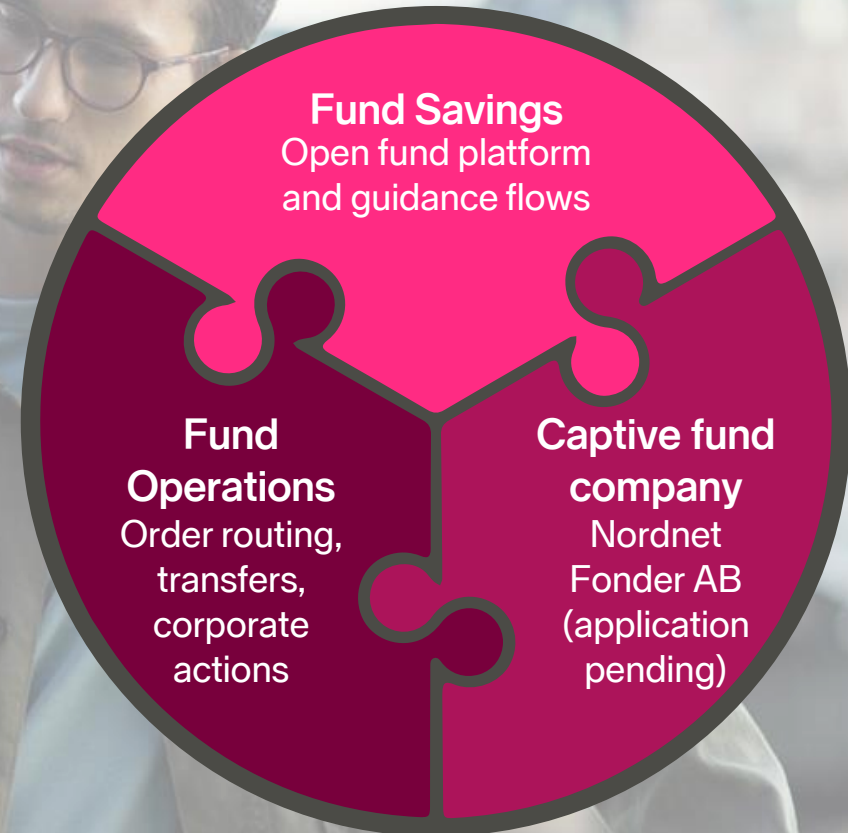 Fund Savings
Open fund platform
and guidance flows
Fund
Operations
Order routing,
transfers,
corporate
actions
Captive fund
company
Nordnet
Fonder AB
(application
pending)